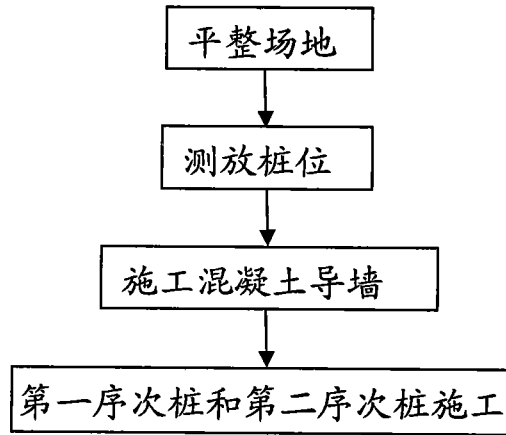 平整场地
测放桩位
施工混凝土导墙
第一序次桩和第二序次桩施工